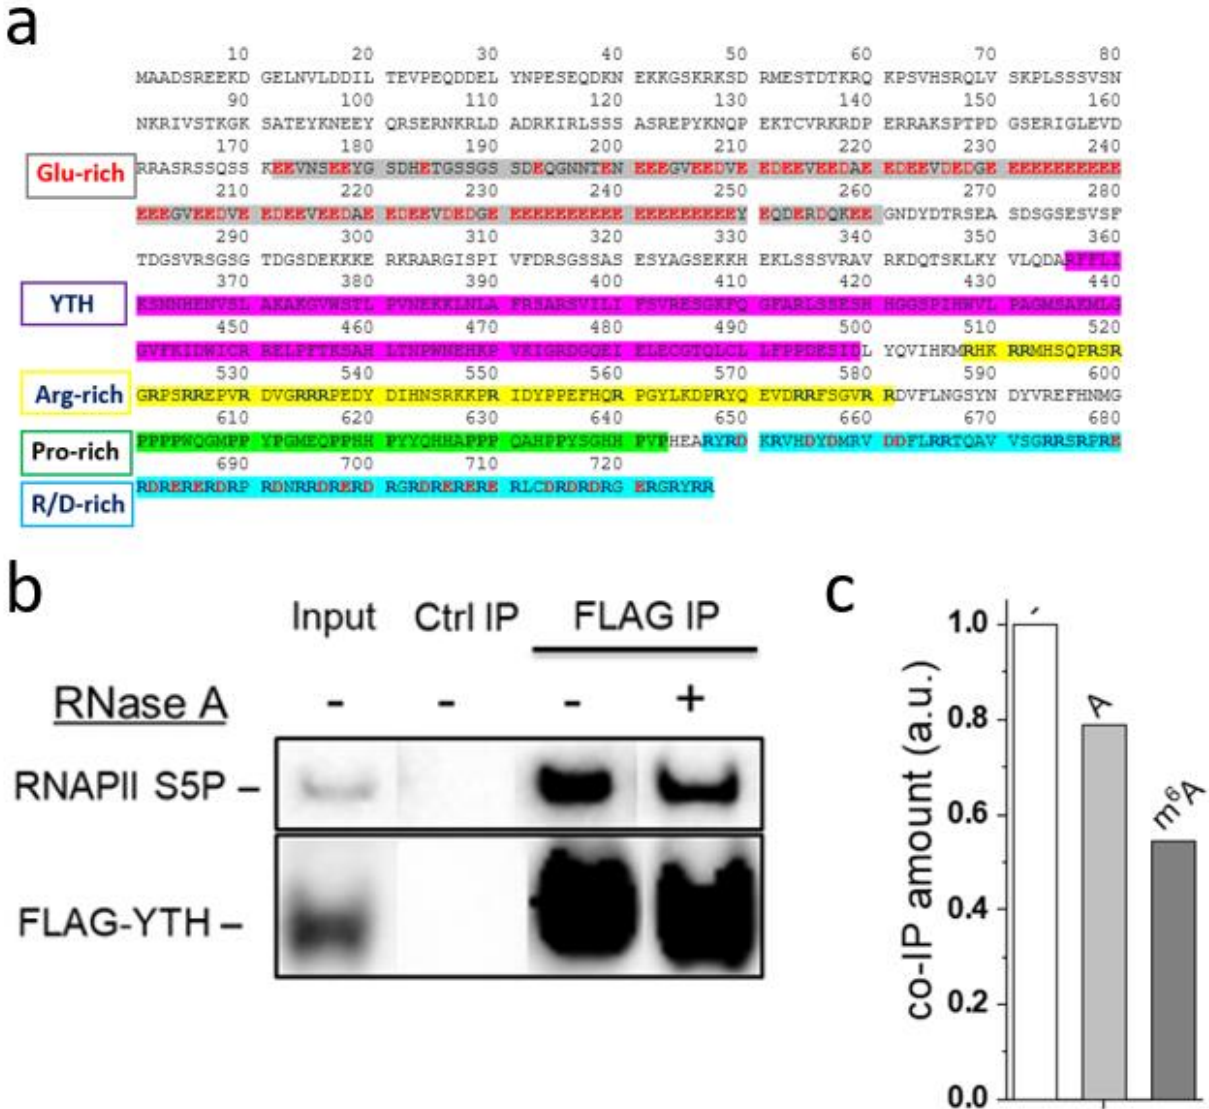 a
10 20 30 40 50 60 70 80
MAADSREEKD GELNVLDDIL TEVPEQDDEL YNPESEQDKN EKKGSKRKSD RMESTDTKRQ KPSVHSRQLV SKPLSSSVSN
90 100 110 120 130 140 150 160
NKRIVSTKGK SATEYKNEEY QRSERNKRLD ADRKIRLSSS ASREPYKNQP EKTCVRKRDP ERRAKSPTPD GSERIGLEVD
170 180 190 200 210 220 230 240
Glu-rich RRASRSSQSS KEEVNSEEYG SDHETGSSGS SDEQGNNTEN EEEGVEEDVE EDEEVEEDAE EDEEVDEDGE EEEEEEEEEE
210 220 230 240 250 260 270 280
EEEGVEEDVE EDEEVEEDAE EDEEVDEDGE EEEEEEEEEE EEEEEEEEEY EQDERDQKEE GNDYDTRSEA SDSGSESVSF
290 300 310 320 330 340 350 360
TDGSVRSGSG TDGSDEKKKE RKRARGISPI VFDRSGSSAS ESYAGSEKKH EKLSSSVRAV RKDQTSKLKY VLQDARFFLI
370 380 390 400 410 420 430 440
YTH KSNNHENVSL AKAKGVWSTL PVNEKKLNLA FRSARSVILI FSVRESGKFQ GFARLSSESH HGGSPIHWVL PAGMSAKMLG
450 460 470 480 490 500 510 520
GVFKIDWICR RELPFTKSAH LTNPWNEHKP VKIGRDGQEI ELECGTQLCL LFPPDESIDL YQVIHKMRHK RRMHSQPRSR
530 540 550 560 570 580 590 600
Arg-rich GRPSRREPVR DVGRRRPEDY DIHNSRKKPR IDYPPEFHQR PGYLKDPRYQ EVDRRFSGVR RDVFLNGSYN DYVREFHNMG
610 620 630 640 650 660 670 680
Pro-rich PPPPWQGMPP YPGMEQPPHH PYYQHHAPPP QAHPPYSGHH PVPHEARYRD KRVHDYDMRV DDFLRRTQAV VSGRRSRPRE
690 700 710 720
R/D-rich RDRERERDRP RDNRRDRERD RGRDRERERE RLCDRDRDRG ERGRYRR
b
Input Ctrl IP FLAG IP
RNase A - - - +
RNAPII S5P –
FLAG-YTH –
c
co-IP amount (a.u.)
1.0
0.8
0.6
0.4
0.2
0.0
-
A
m⁶A